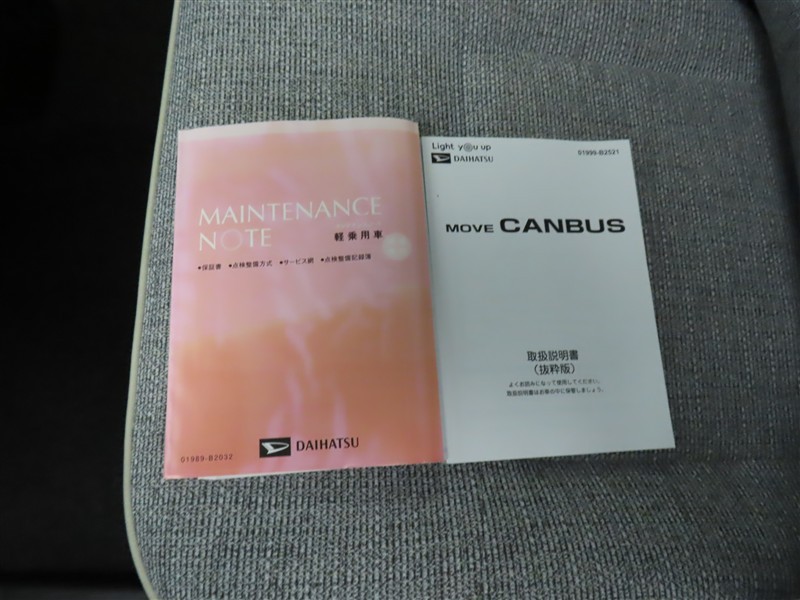 MAINTENANCE
NOTE
軽乗用車
●保証書 ●点検整備方式 ●サービス網 ●点検整備記録簿
DAIHATSU
01989-B2032
Light you up
DAIHATSU
01999-B2521
MOVE CANBUS
取扱説明書
(抜粋版)
よくお読みになって使用してください。
取扱説明書はお車の中に保管しましょう。